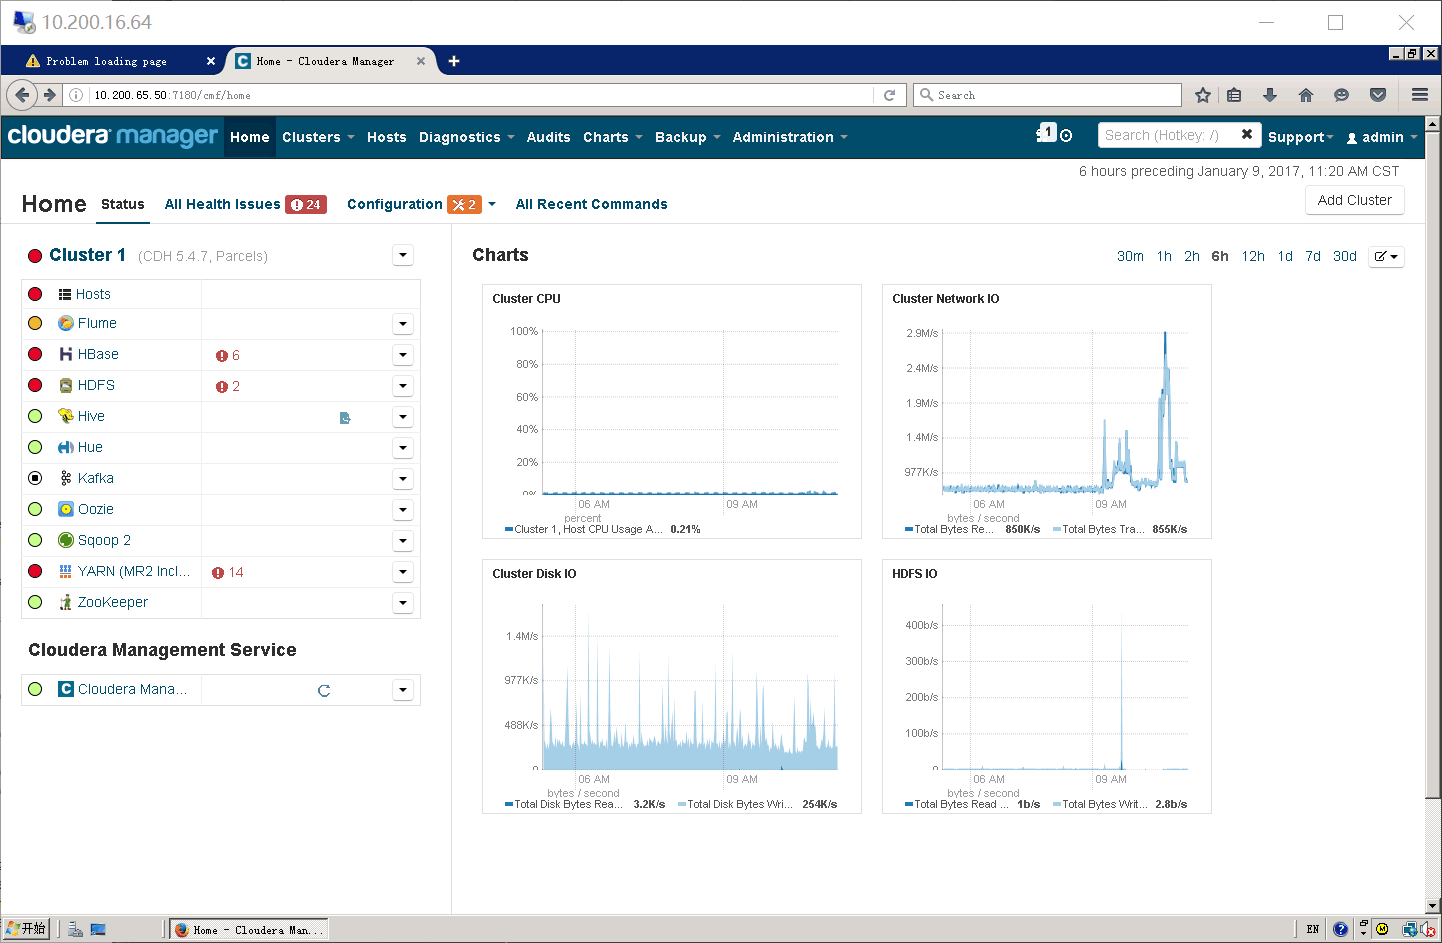 10.200.16.64
Problem loading page
Home - Cloudera Manager
10.200.65.50:7180/cmf/home
Search
cloudera manager
Home
Clusters
Hosts
Diagnostics
Audits
Charts
Backup
Administration
1
Search (Hotkey: /)
Support
admin
6 hours preceding January 9, 2017, 11:20 AM CST
Home
Status
All Health Issues
24
Configuration
2
All Recent Commands
Add Cluster
Cluster 1 (CDH 5.4.7, Parcels)
Hosts
Flume
HBase
6
HDFS
2
Hive
Hue
Kafka
Oozie
Sqoop 2
YARN (MR2 Incl...
14
ZooKeeper
Cloudera Management Service
Cloudera Mana...
Charts
30m 1h 2h 6h 12h 1d 7d 30d
Cluster CPU
100%
80%
60%
40%
20%
0%
06 AM
09 AM
percent
Cluster 1, Host CPU Usage A... 0.21%
Cluster Network IO
2.9M/s
2.4M/s
1.9M/s
1.4M/s
977K/s
06 AM
09 AM
bytes / second
Total Bytes Re... 850K/s
Total Bytes Tra... 855K/s
Cluster Disk IO
1.4M/s
977K/s
488K/s
0
06 AM
09 AM
bytes / second
Total Disk Bytes Rea... 3.2K/s
Total Disk Bytes Wri... 254K/s
HDFS IO
400b/s
300b/s
200b/s
100b/s
0
06 AM
09 AM
bytes / second
Total Bytes Read ... 1b/s
Total Bytes Writ... 2.8b/s
开始
Home - Cloudera Man...
EN